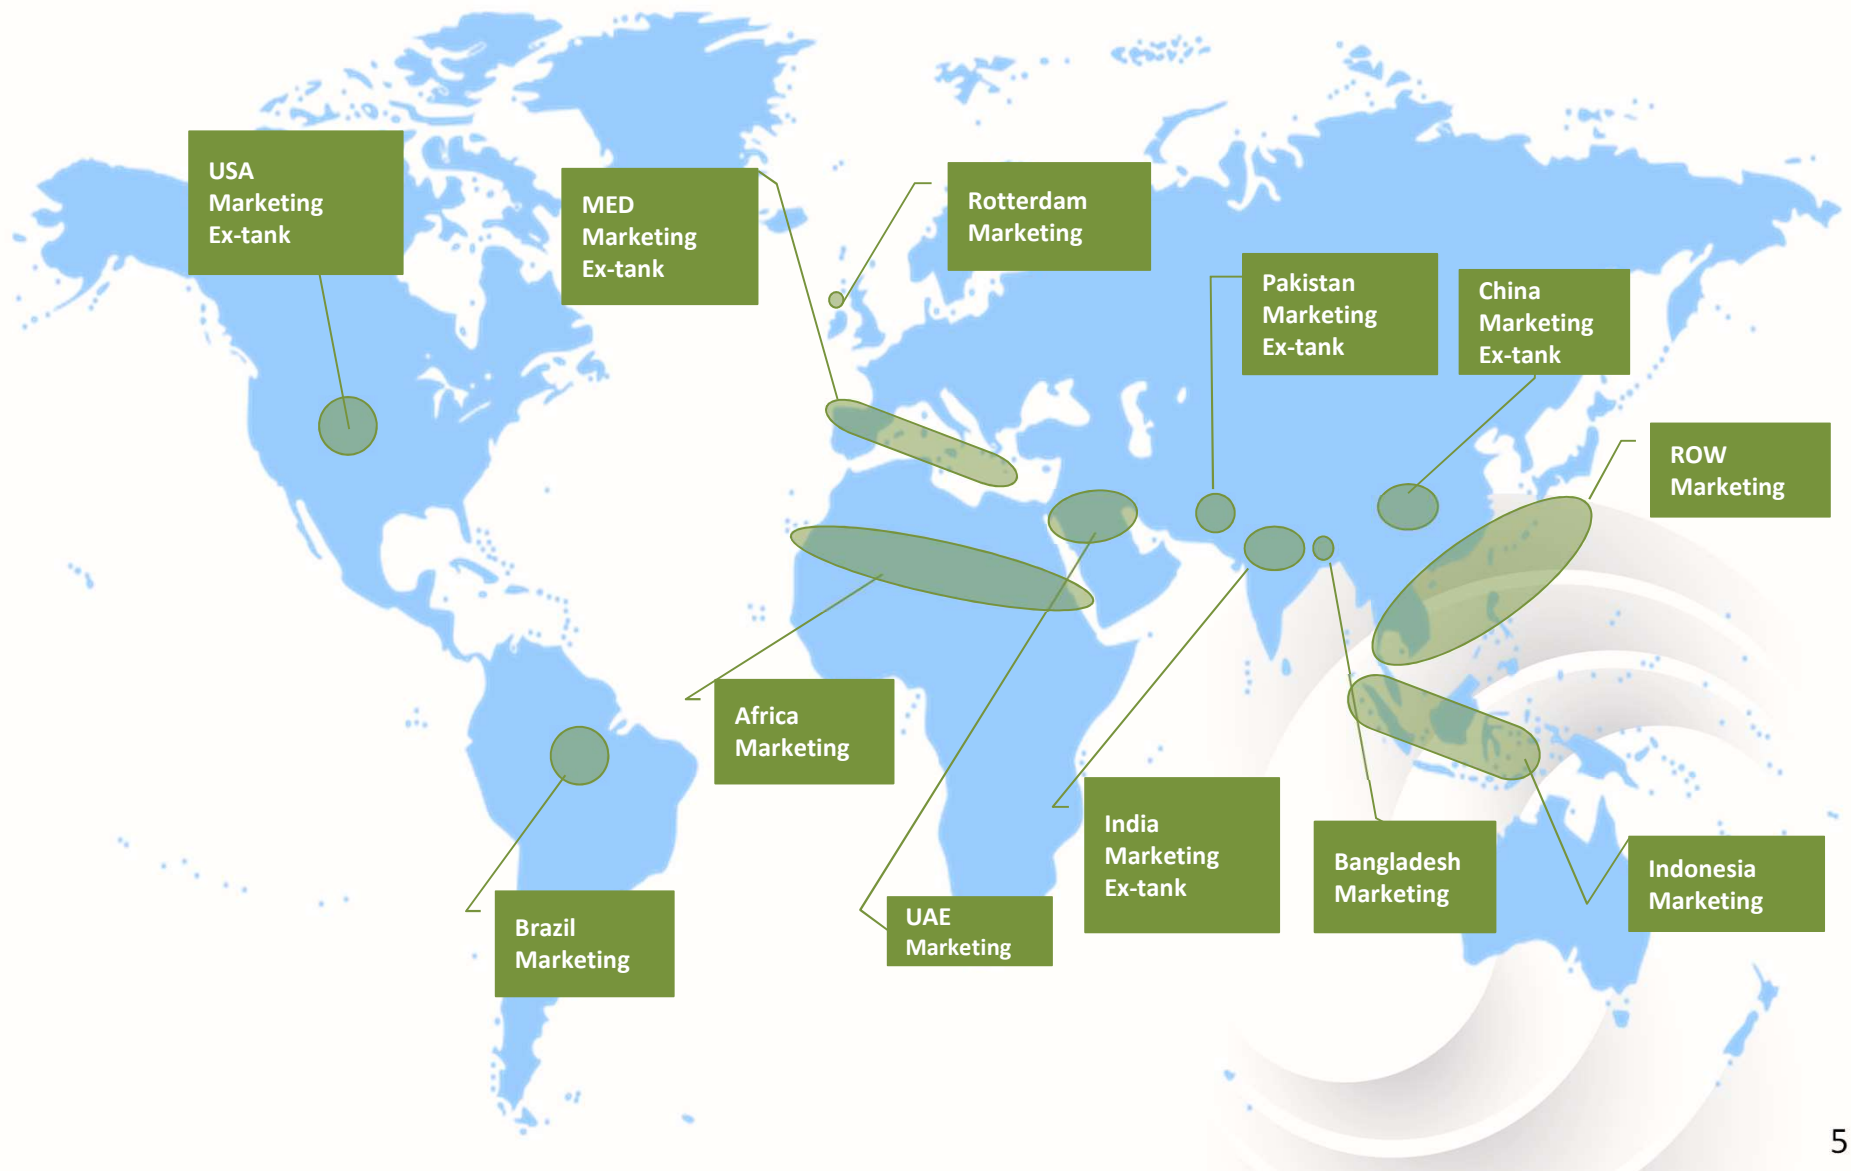 USA
Marketing
Ex-tank
MED
Marketing
Ex-tank
Rotterdam
Marketing
Pakistan
Marketing
Ex-tank
China
Marketing
Ex-tank
ROW
Marketing
Africa
Marketing
India
Marketing
Ex-tank
Bangladesh
Marketing
Indonesia
Marketing
Brazil
Marketing
UAE
Marketing
5